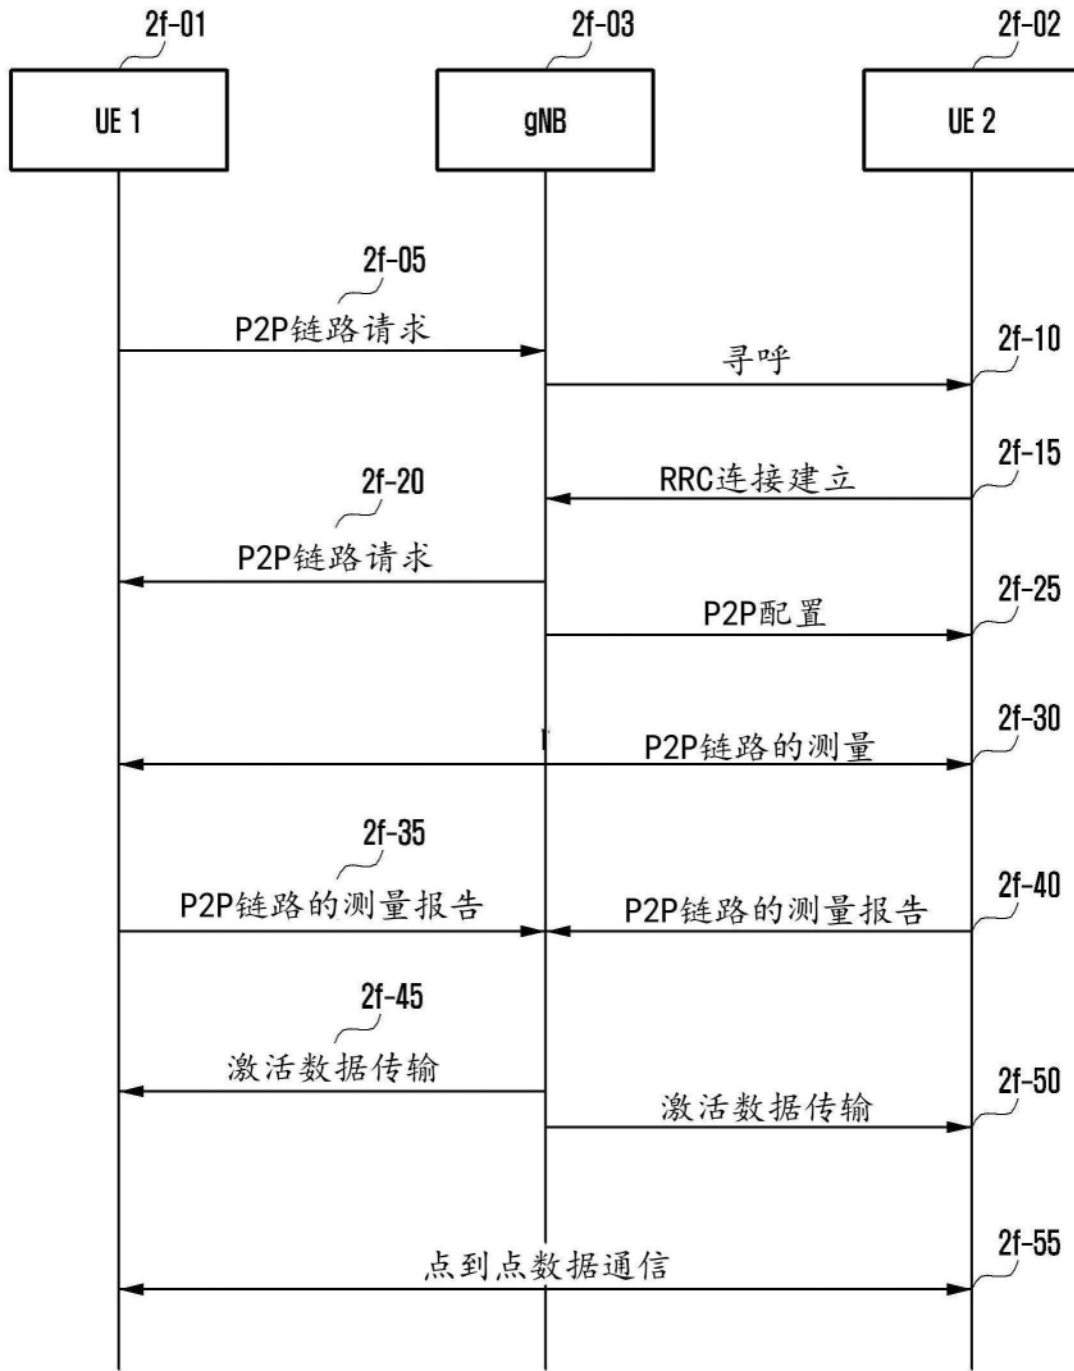 2f-01
2f-03
2f-02
UE 1
gNB
UE 2
2f-05
P2P链路请求
2f-10
寻呼
2f-15
RRC连接建立
2f-20
P2P链路请求
2f-25
P2P配置
2f-30
P2P链路的测量
2f-35
P2P链路的测量报告
2f-40
P2P链路的测量报告
2f-45
激活数据传输
2f-50
激活数据传输
2f-55
点到点数据通信